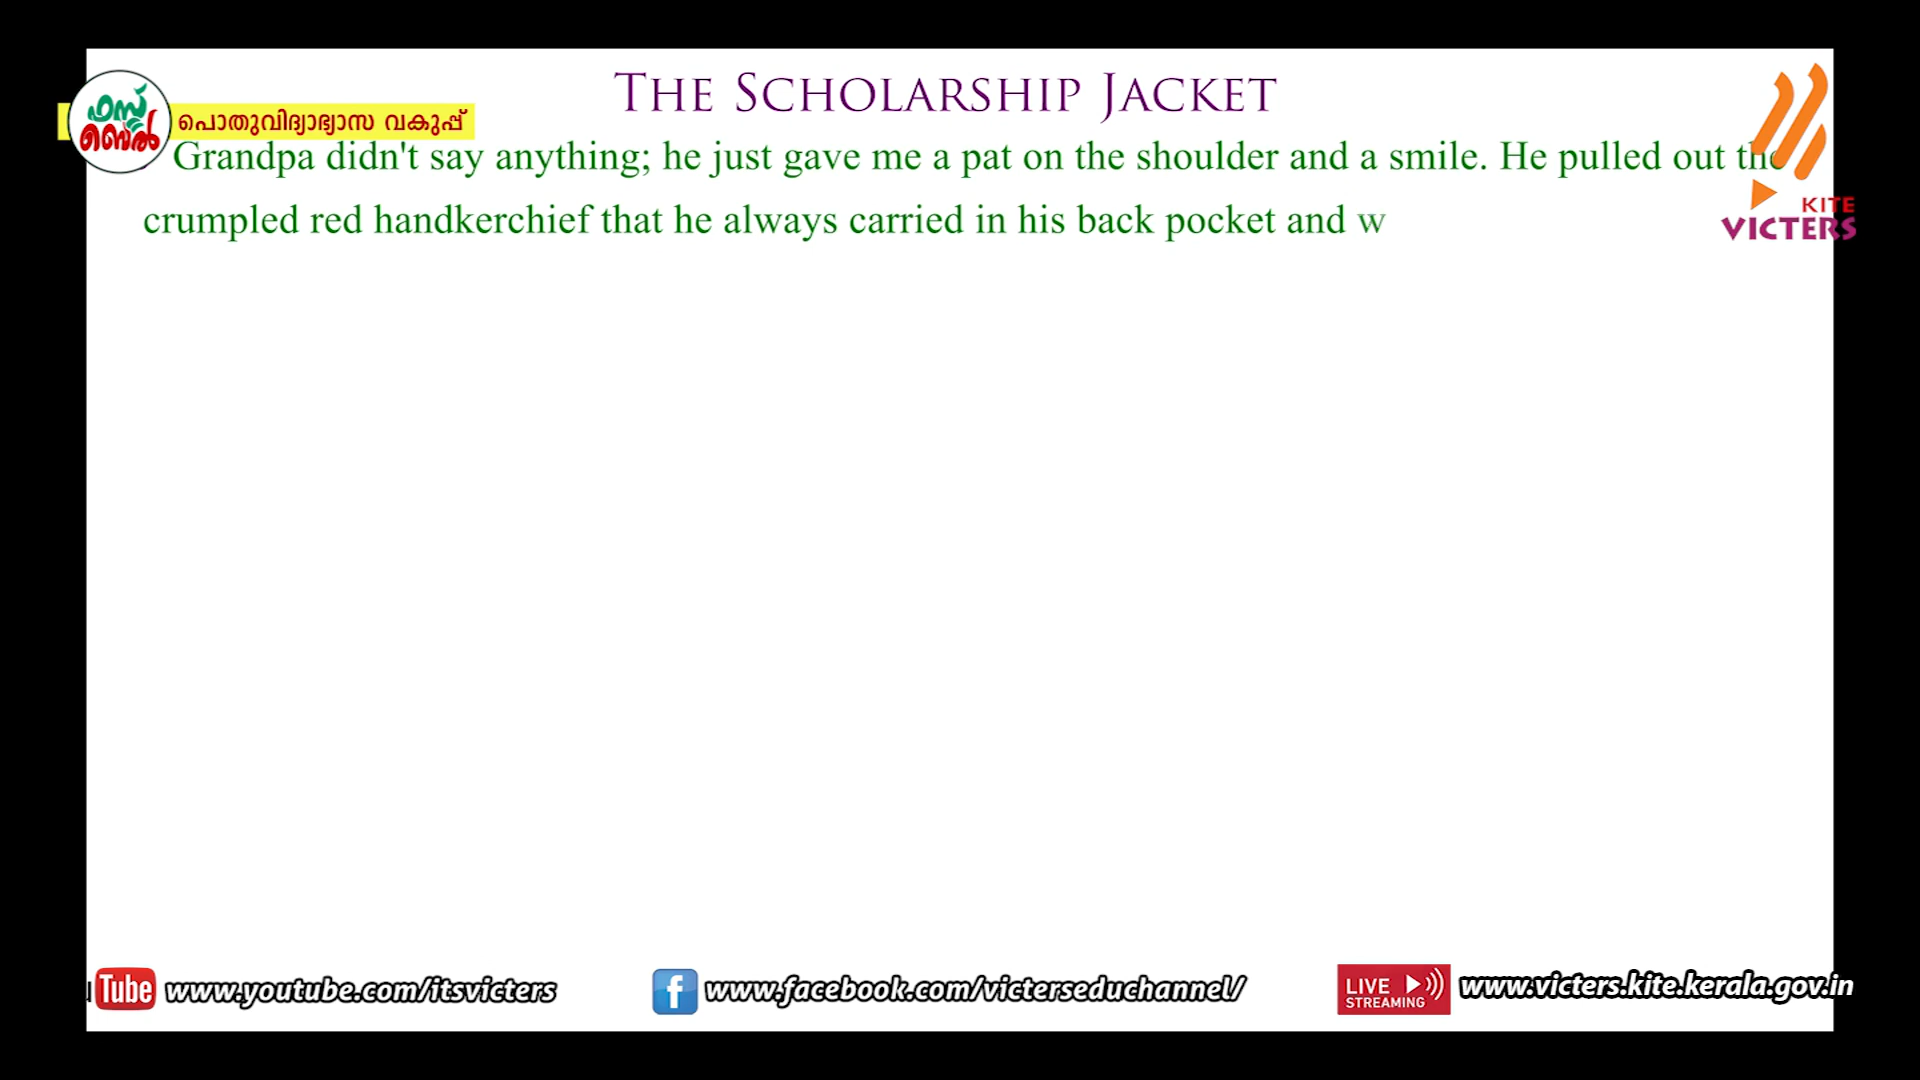 THE SCHOLARSHIP JACKET
ഫസ്റ്റ്
ബെൽ
പൊതുവിദ്യാഭ്യാസ വകുപ്പ്
Grandpa didn't say anything; he just gave me a pat on the shoulder and a smile. He pulled out the
crumpled red handkerchief that he always carried in his back pocket and w
KITE
VICTERS
Tube www.youtube.com/itsvicters
f www.facebook.com/victerseduchannel/
LIVE
STREAMING
www.victers.kite.kerala.gov.in